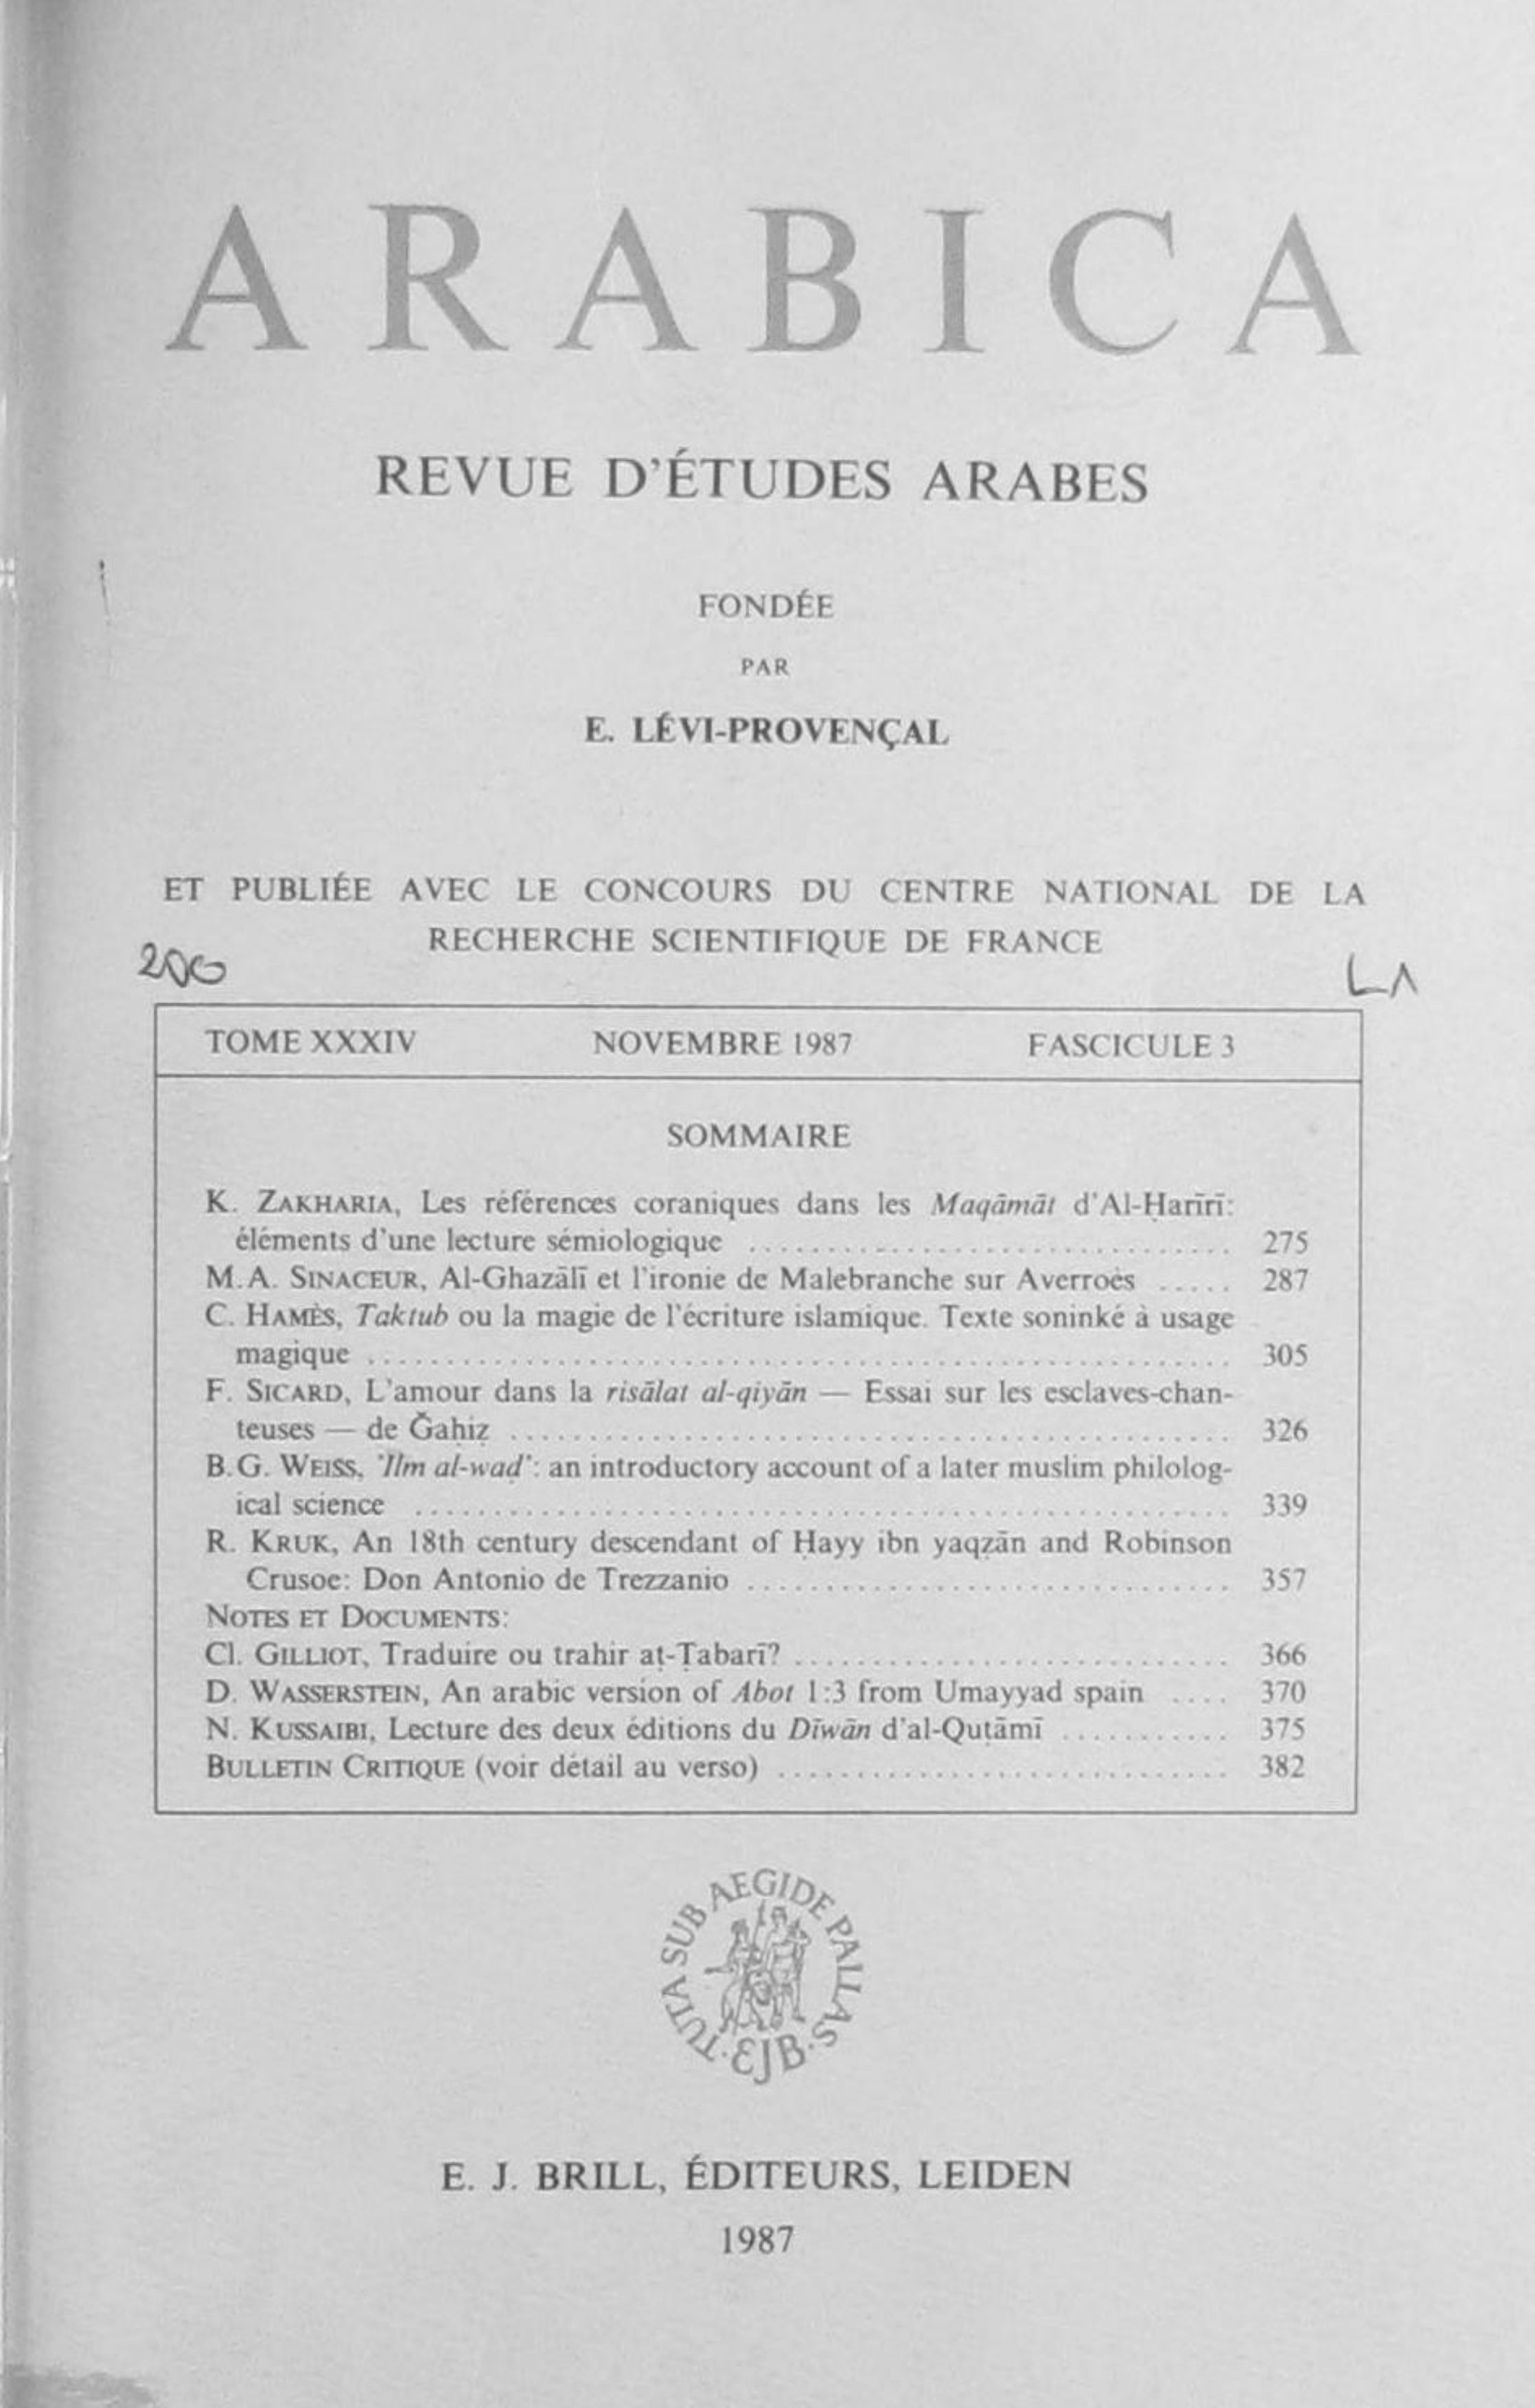 ARABICA
REVUE D'ÉTUDES ARABES
FONDÉE
PAR
E. LÉVI-PROVENÇAL
ET PUBLIÉE AVEC LE CONCOURS DU CENTRE NATIONAL DE LA
RECHERCHE SCIENTIFIQUE DE FRANCE
200
TOME XXXIV NOVEMBRE 1987 FASCICULE 3
SOMMAIRE
K. ZAKHARIA, Les références coraniques dans les Maqāmāt d'Al-Ḥarīrī:
éléments d'une lecture sémiologique ............................... 275
M.A. SINACEUR, Al-Ghazālī et l'ironie de Malebranche sur Averroès ..... 287
C. HAMÈS, Taktub ou la magie de l'écriture islamique. Texte soninké à usage
magique ........................................................ 305
F. SICARD, L'amour dans la risālat al-qiyān — Essai sur les esclaves-chan-
teuses — de Ǧaḥiẓ .............................................. 326
B.G. WEISS, 'Ilm al-waḍ': an introductory account of a later muslim philolog-
ical science ..................................................... 339
R. KRUK, An 18th century descendant of Ḥayy ibn yaqẓān and Robinson
Crusoe: Don Antonio de Trezzanio ............................... 357
NOTES ET DOCUMENTS:
Cl. GILLIOT, Traduire ou trahir aṭ-Ṭabarī? ............................ 366
D. WASSERSTEIN, An arabic version of Abot 1:3 from Umayyad spain .... 370
N. KUSSAIBI, Lecture des deux éditions du Dīwān d'al-Quṭāmī ........... 375
BULLETIN CRITIQUE (voir détail au verso) ............................. 382
TUTA SUB AEGIDE PALLAS
EJB
E. J. BRILL, ÉDITEURS, LEIDEN
1987